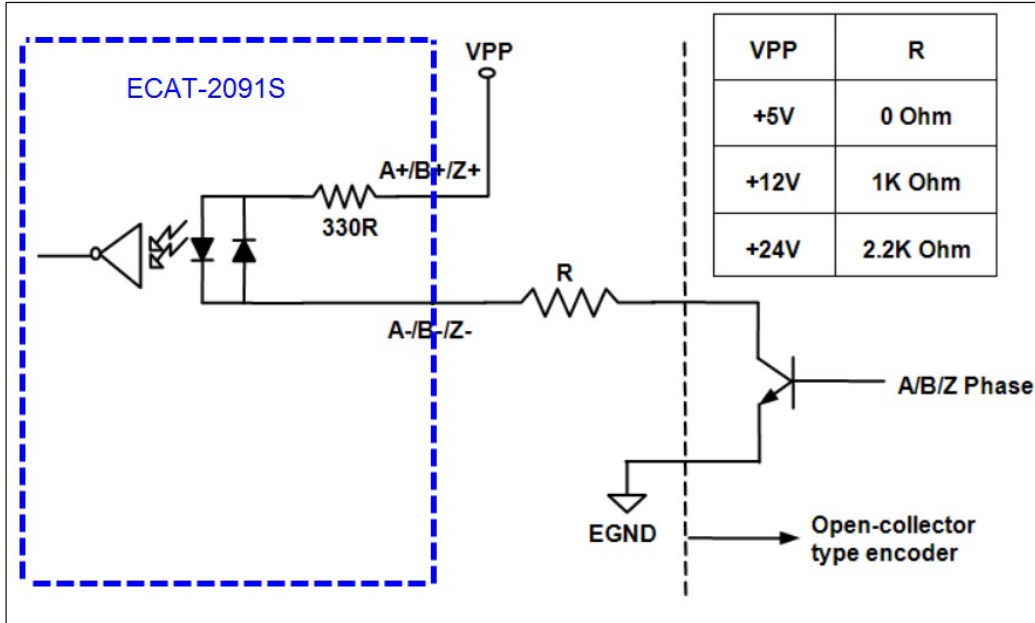 ECAT-2091S
VPP
A+/B+/Z+
330R
R
A-/B-/Z-
EGND
A/B/Z Phase
Open-collector
type encoder
VPP R
+5V 0 Ohm
+12V 1K Ohm
+24V 2.2K Ohm